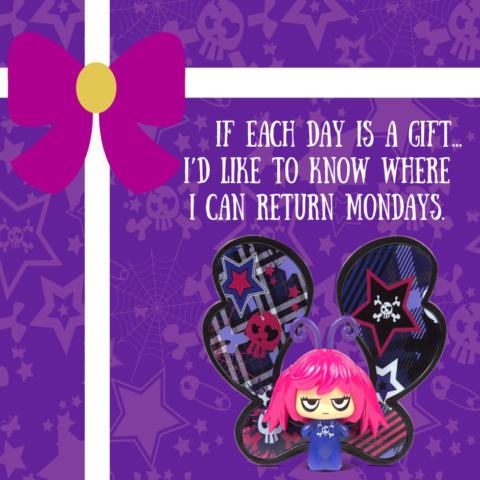 IF EACH DAY IS A GIFT...
I'D LIKE TO KNOW WHERE
I CAN RETURN MONDAYS.